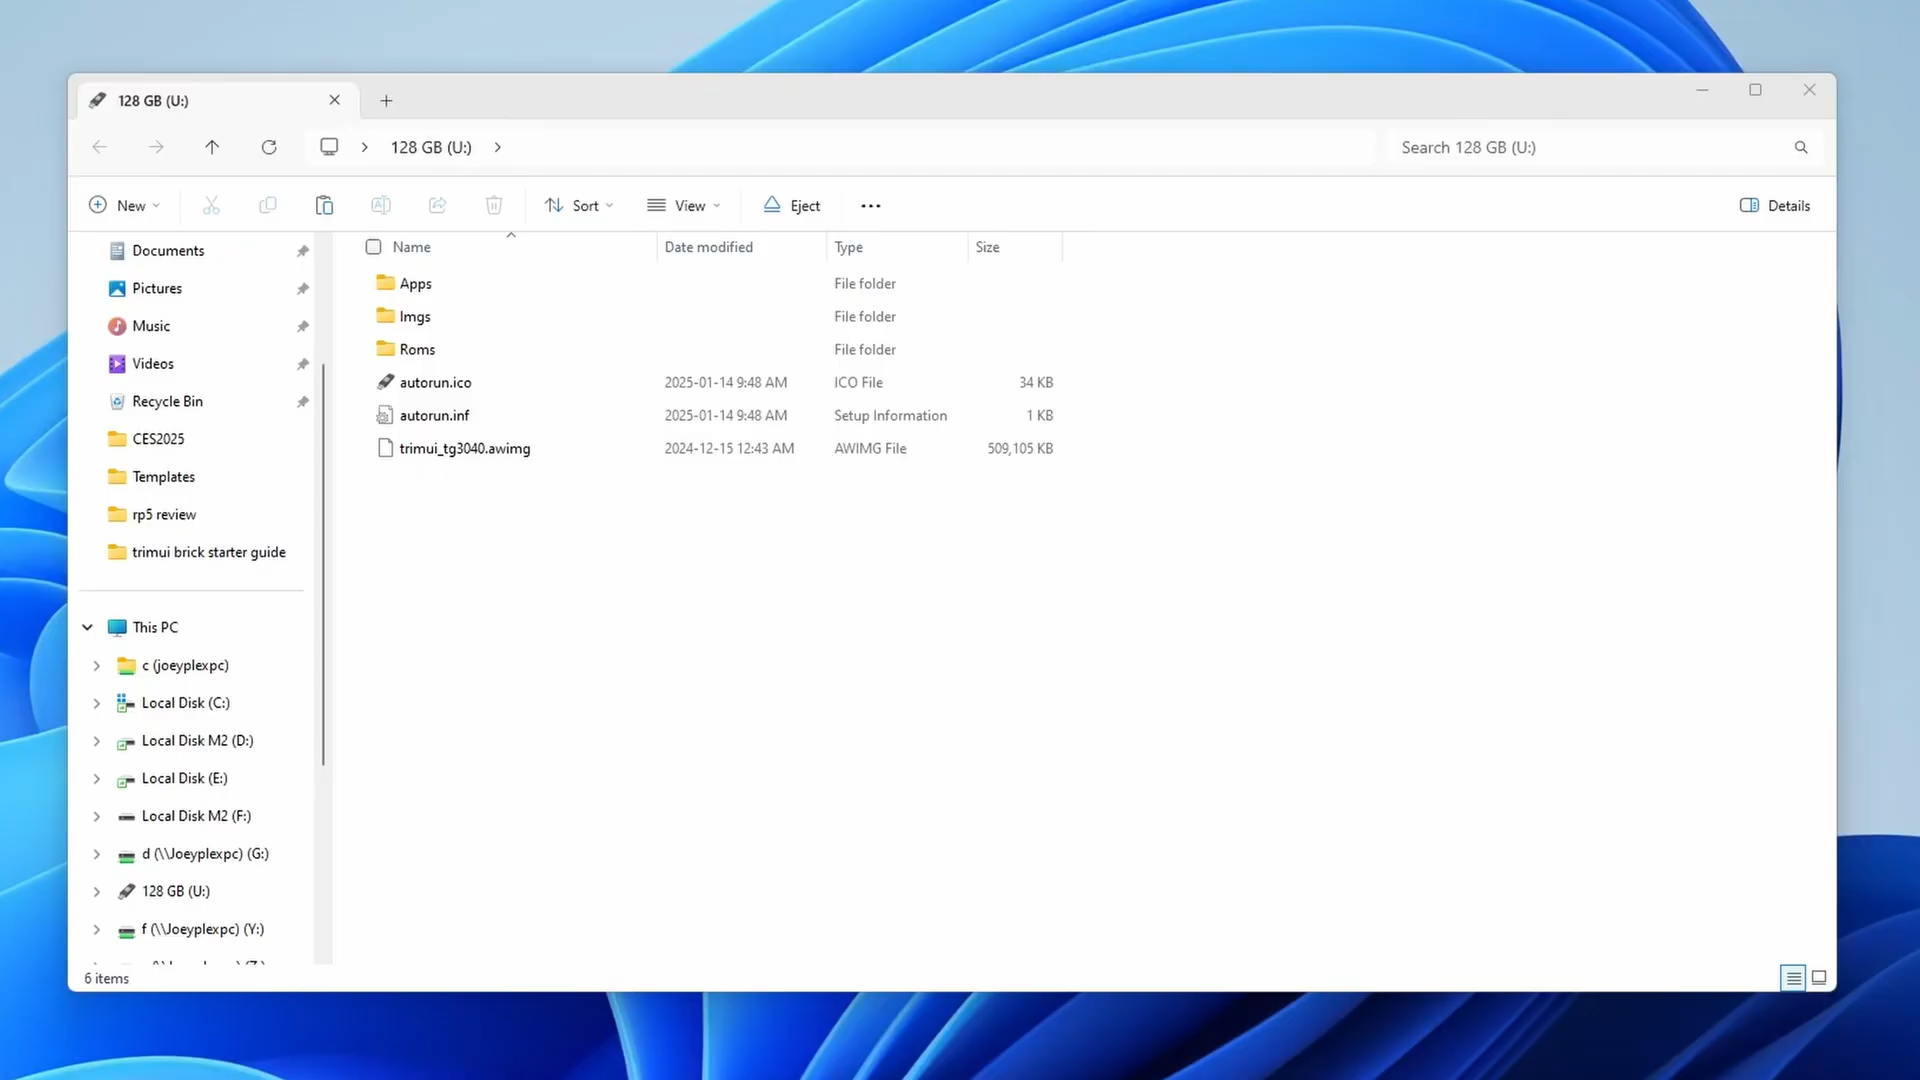 128 GB (U:)
128 GB (U:)
Search 128 GB (U:)
New
Sort
View
Eject
Details
Documents
Pictures
Music
Videos
Recycle Bin
CES2025
Templates
rp5 review
trimui brick starter guide
This PC
c (joeyplexpc)
Local Disk (C:)
Local Disk M2 (D:)
Local Disk (E:)
Local Disk M2 (F:)
d (\\Joeyplexpc) (G:)
128 GB (U:)
f (\\Joeyplexpc) (Y:)
Name Date modified Type Size
Apps File folder
Imgs File folder
Roms File folder
autorun.ico 2025-01-14 9:48 AM ICO File 34 KB
autorun.inf 2025-01-14 9:48 AM Setup Information 1 KB
trimui_tg3040.awimg 2024-12-15 12:43 AM AWIMG File 509,105 KB
6 items